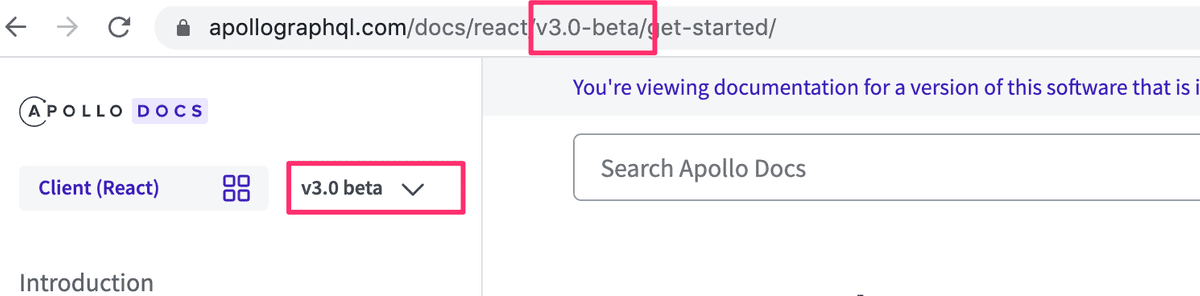 apollographql.com/docs/react/v3.0-beta/get-started/
You're viewing documentation for a version of this software that is i
APOLLO DOCS
Search Apollo Docs
Client (React)
v3.0 beta
Introduction